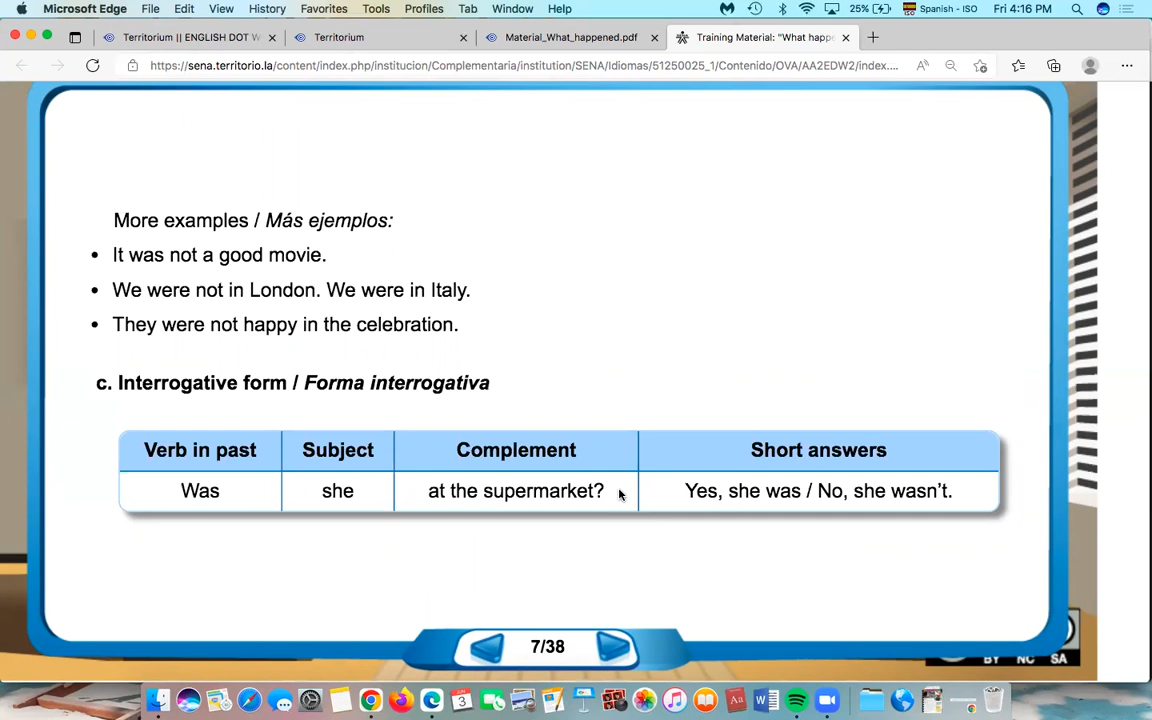 Microsoft Edge File Edit View History Favorites Tools Profiles Tab Window Help 25% Spanish - ISO Fri 4:16 PM
Territorium || ENGLISH DOT W Territorium Material_What_happened.pdf Training Material: "What happ
https://sena.territorio.la/content/index.php/institucion/Complementaria/institution/SENA/Idiomas/51250025_1/Contenido/OVA/AA2EDW2/index....
More examples / Más ejemplos:
• It was not a good movie.
• We were not in London. We were in Italy.
• They were not happy in the celebration.
c. Interrogative form / Forma interrogativa
Verb in past Subject Complement Short answers
Was she at the supermarket? Yes, she was / No, she wasn't.
7/38
BY NC SA